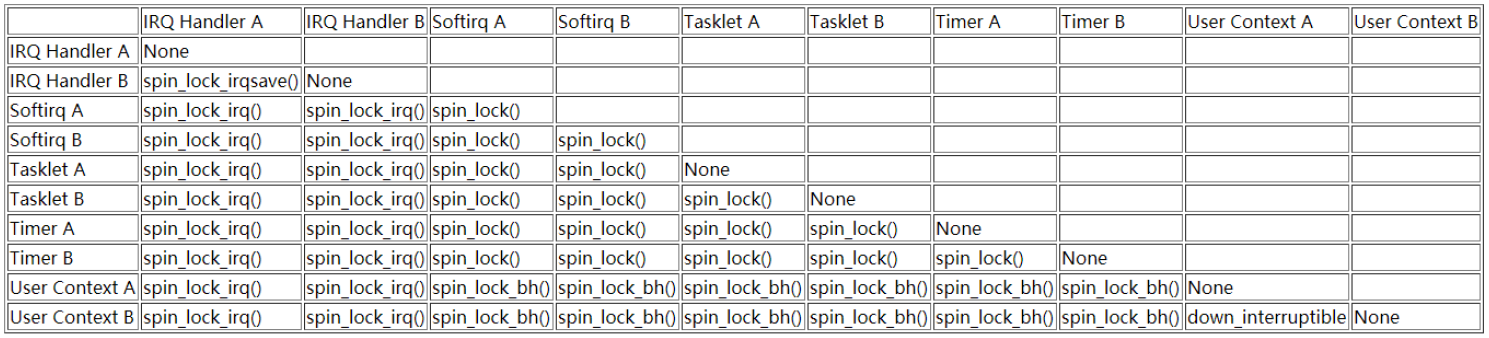 IRQ Handler A IRQ Handler B Softirq A Softirq B Tasklet A Tasklet B Timer A Timer B User Context A User Context B
IRQ Handler A None
IRQ Handler B spin_lock_irqsave() None
Softirq A spin_lock_irq() spin_lock_irq() spin_lock()
Softirq B spin_lock_irq() spin_lock_irq() spin_lock() spin_lock()
Tasklet A spin_lock_irq() spin_lock_irq() spin_lock() spin_lock() None
Tasklet B spin_lock_irq() spin_lock_irq() spin_lock() spin_lock() spin_lock() None
Timer A spin_lock_irq() spin_lock_irq() spin_lock() spin_lock() spin_lock() spin_lock() None
Timer B spin_lock_irq() spin_lock_irq() spin_lock() spin_lock() spin_lock() spin_lock() spin_lock() None
User Context A spin_lock_irq() spin_lock_irq() spin_lock_bh() spin_lock_bh() spin_lock_bh() spin_lock_bh() spin_lock_bh() spin_lock_bh() None
User Context B spin_lock_irq() spin_lock_irq() spin_lock_bh() spin_lock_bh() spin_lock_bh() spin_lock_bh() spin_lock_bh() spin_lock_bh() down_interruptible None